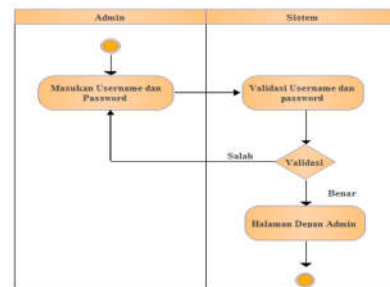 Admin
Sistem
Masukan Username dan
Password
Validasi Username dan
password
Validasi
Salah
Benar
Halaman Depan Admin